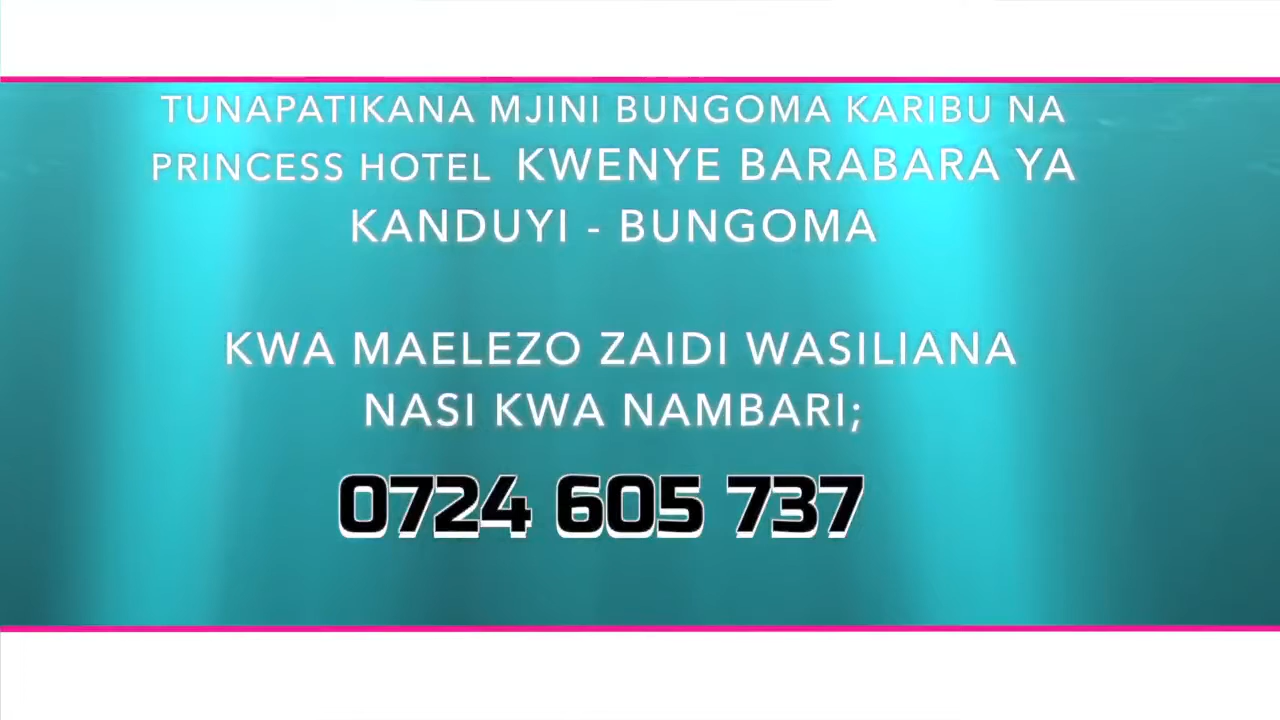 TUNAPATIKANA MJINI BUNGOMA KARIBU NA
PRINCESS HOTEL KWENYE BARABARA YA
KANDUYI - BUNGOMA
KWA MAELEZO ZAIDI WASILIANA
NASI KWA NAMBARI;
0724 605 737